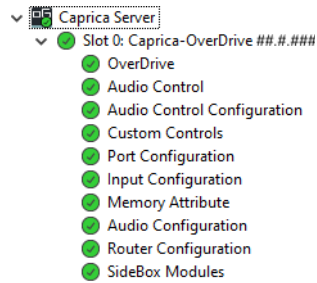 Caprica Server
Slot 0: Caprica-OverDrive ##.#.###
OverDrive
Audio Control
Audio Control Configuration
Custom Controls
Port Configuration
Input Configuration
Memory Attribute
Audio Configuration
Router Configuration
SideBox Modules